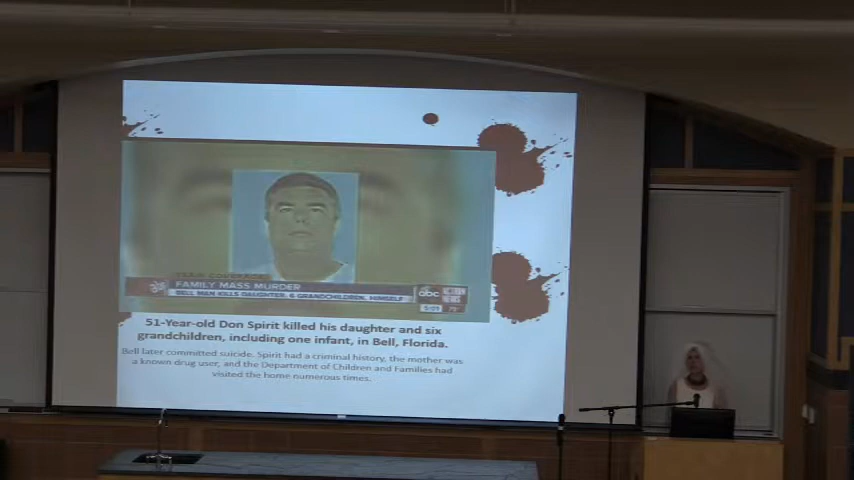 TEAM COVERAGE
FAMILY MASS MURDER
BELL MAN KILLS DAUGHTER, 6 GRANDCHILDREN, HIMSELF
abc ACTION NEWS
51-Year-old Don Spirit killed his daughter and six
grandchildren, including one infant, in Bell, Florida.
Bell later committed suicide. Spirit had a criminal history, the mother was
a known drug user, and the Department of Children and Families had
visited the home numerous times.